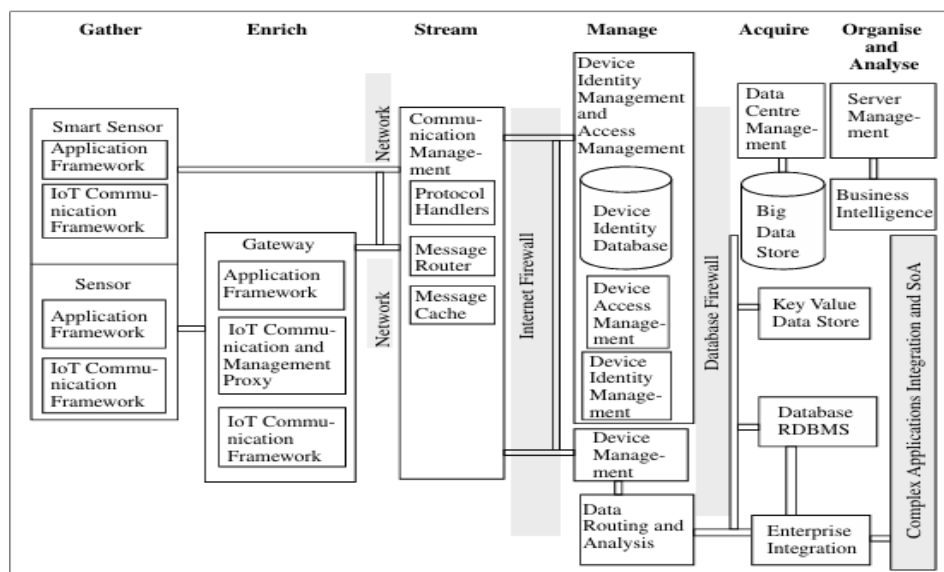 Gather
Enrich
Stream
Manage
Acquire
Organise
and
Analyse
Smart Sensor
Application
Framework
IoT Commu-
nication
Framework
Sensor
Application
Framework
IoT Commu-
nication
Framework
Gateway
Application
Framework
IoT Commu-
nication and
Management
Proxy
IoT Commu-
nication
Framework
Network
Network
Commu-
nication
Manage-
ment
Protocol
Handlers
Message
Router
Message
Cache
Internet Firewall
Device
Identity
Management
and
Access
Management
Device
Identity
Database
Device
Access
Manage-
ment
Device
Identity
Manage-
ment
Device
Manage-
ment
Data
Routing and
Analysis
Database Firewall
Data
Centre
Manage-
ment
Big
Data
Store
Key Value
Data Store
Database
RDBMS
Enterprise
Integration
Server
Manage-
ment
Business
Intelligence
Complex Applications Integration and SoA